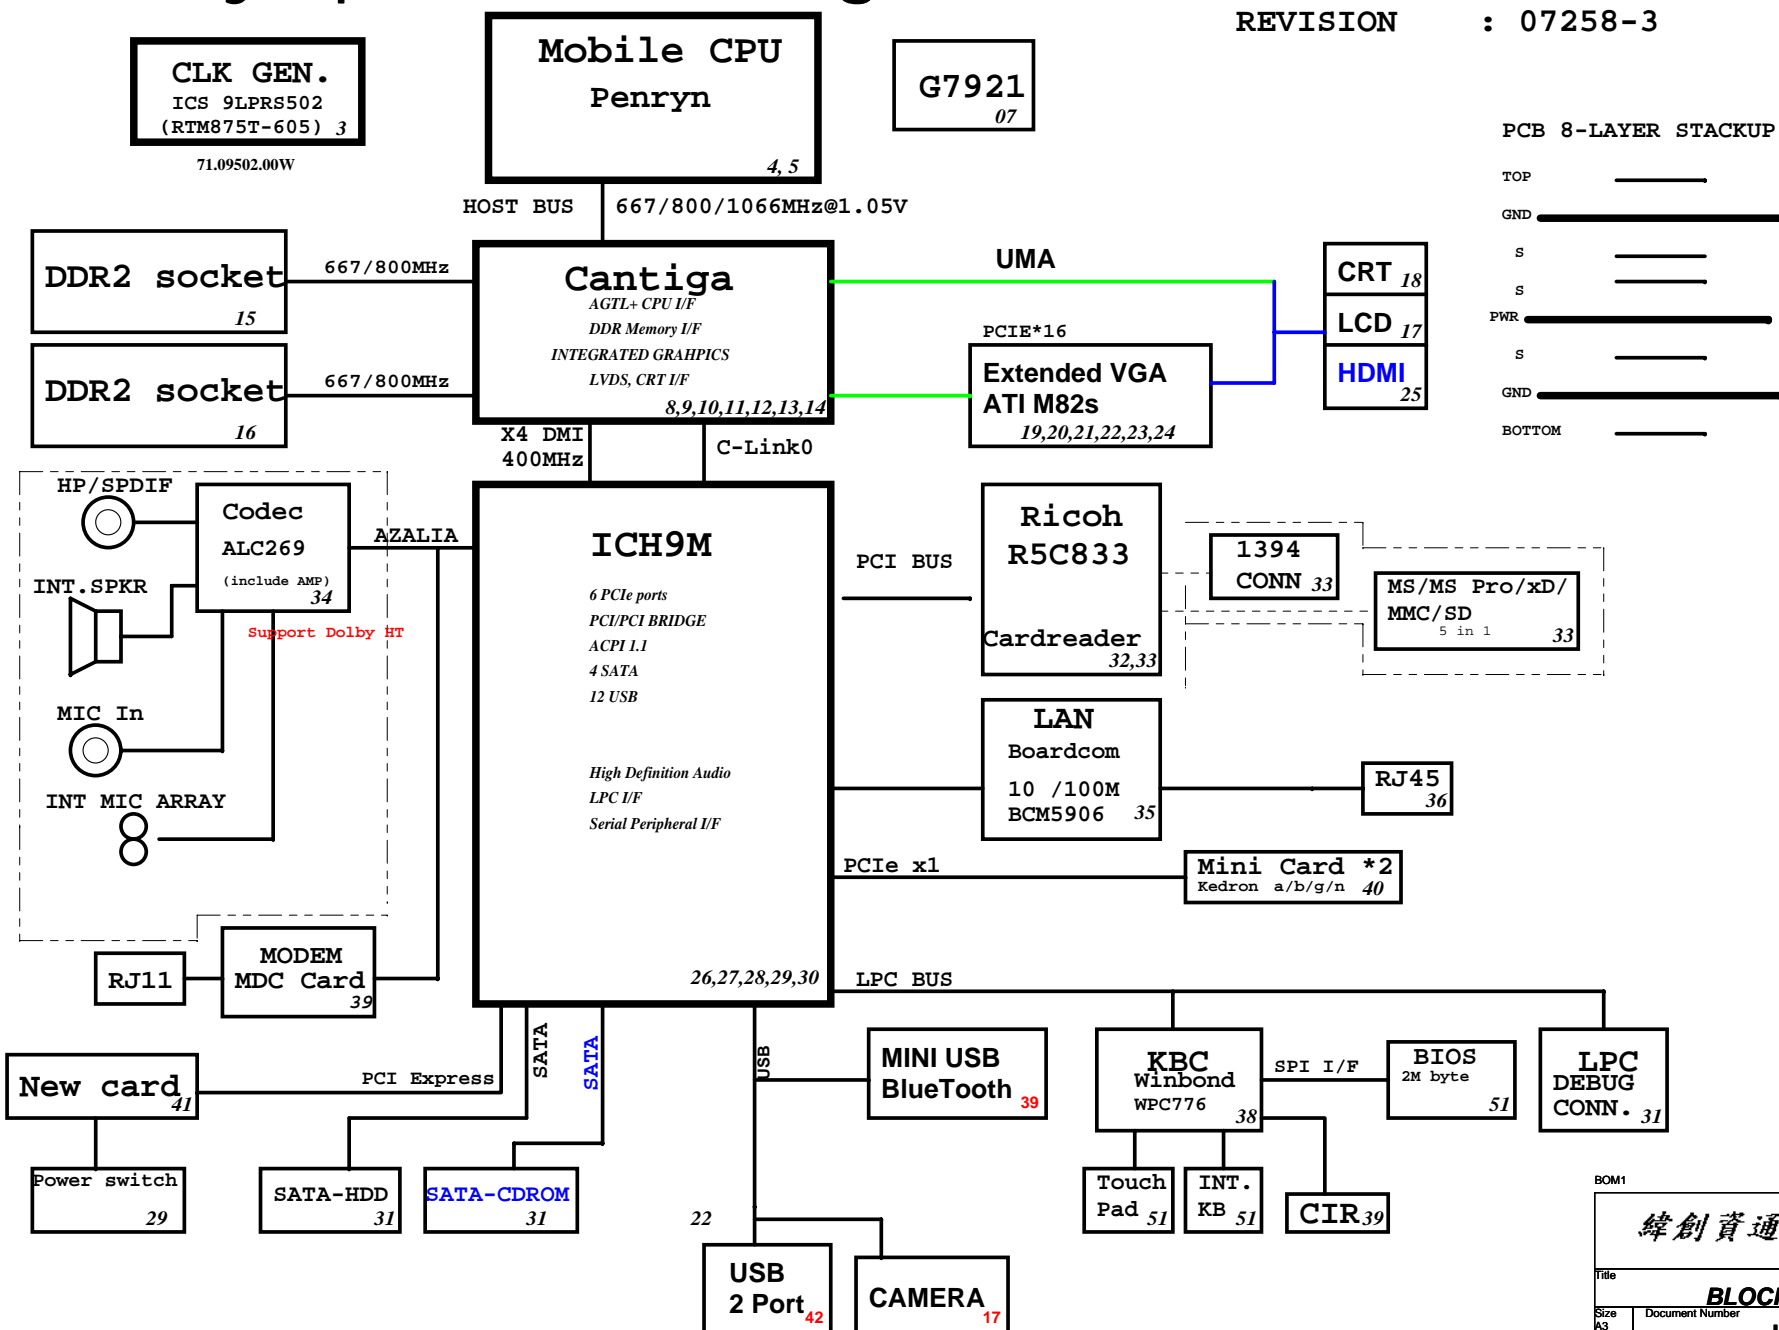 REVISION : 07258-3
CLK GEN.
ICS 9LPRS502
(RTM875T-605) 3
71.09502.00W
Mobile CPU
Penryn
4, 5
G7921
07
HOST BUS
667/800/1066MHz@1.05V
PCB 8-LAYER STACKUP
TOP
GND
S
S
PWR
S
GND
BOTTOM
DDR2 socket
15
667/800MHz
DDR2 socket
16
667/800MHz
Cantiga
AGTL+ CPU I/F
DDR Memory I/F
INTEGRATED GRAHPICS
LVDS, CRT I/F
8,9,10,11,12,13,14
UMA
PCIE*16
Extended VGA
ATI M82s
19,20,21,22,23,24
CRT 18
LCD 17
HDMI
25
X4 DMI
400MHz
C-Link0
HP/SPDIF
Codec
ALC269
(include AMP)
34
AZALIA
INT.SPKR
Support Dolby HT
MIC In
INT MIC ARRAY
ICH9M
6 PCIe ports
PCI/PCI BRIDGE
ACPI 1.1
4 SATA
12 USB
High Definition Audio
LPC I/F
Serial Peripheral I/F
26,27,28,29,30
PCI BUS
Ricoh
R5C833
Cardreader
32,33
1394
CONN 33
MS/MS Pro/xD/
MMC/SD
5 in 1
33
LAN
Boardcom
10 /100M
BCM5906 35
RJ45
36
PCIe x1
Mini Card *2
Kedron a/b/g/n 40
RJ11
MODEM
MDC Card
39
LPC BUS
New card
41
PCI Express
SATA
SATA
USB
MINI USB
BlueTooth 39
KBC
Winbond
WPC776
38
SPI I/F
BIOS
2M byte
51
LPC
DEBUG
CONN. 31
Power switch
29
SATA-HDD
31
SATA-CDROM
31
22
Touch
Pad 51
INT.
KB 51
CIR 39
USB
2 Port 42
CAMERA 17
BOM1
緯創資通
Title
Size
A3
Document Number